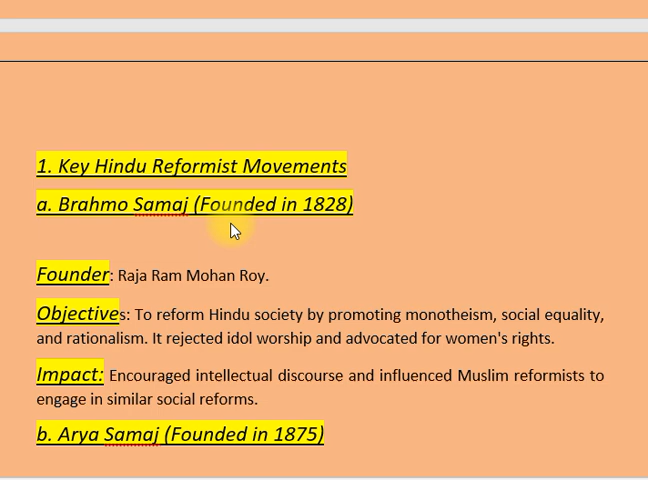 1. Key Hindu Reformist Movements
a. Brahmo Samaj (Founded in 1828)
Founder: Raja Ram Mohan Roy.
Objectives: To reform Hindu society by promoting monotheism, social equality,
and rationalism. It rejected idol worship and advocated for women's rights.
Impact: Encouraged intellectual discourse and influenced Muslim reformists to
engage in similar social reforms.
b. Arya Samaj (Founded in 1875)